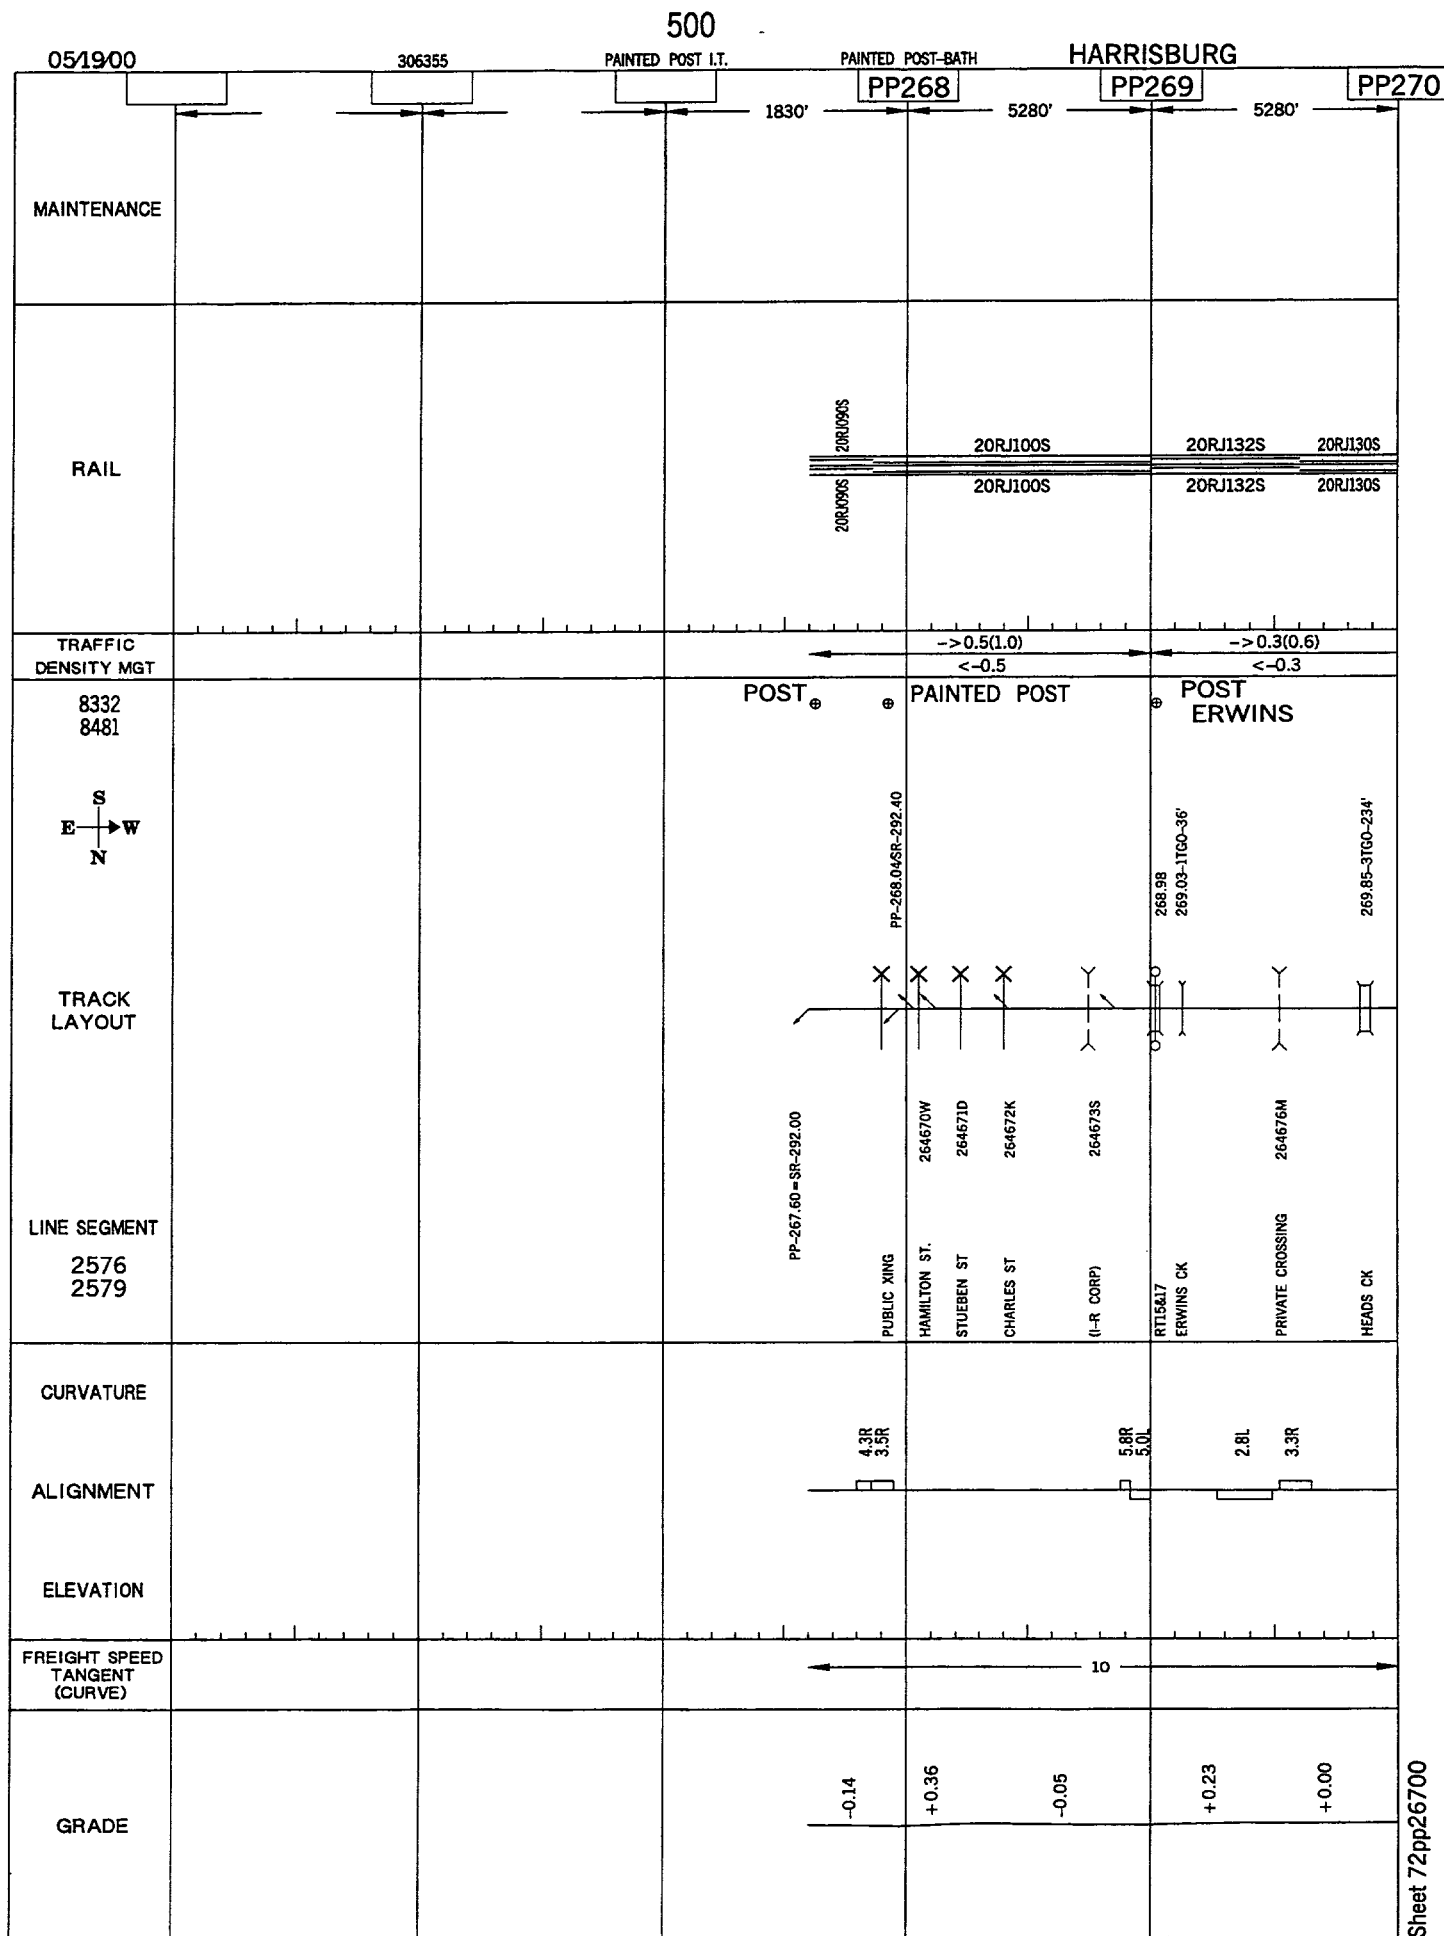 500
05/19/00
306355
PAINTED POST I.T.
PAINTED POST-BATH
HARRISBURG
PP268
PP269
PP270
1830'
5280'
5280'
MAINTENANCE
RAIL
20RJ090S
20RJ100S
20RJ132S
20RJ130S
20RJ090S
20RJ100S
20RJ132S
20RJ130S
TRAFFIC
DENSITY MGT
->0.5(1.0)
<-0.5
->0.3(0.6)
<-0.3
8332
8481
POST
PAINTED POST
POST
ERWINS
S
E W
N
PP-268.04/SR-292.40
268.98
269.03-1TGO-36'
269.85-3TGO-234'
TRACK
LAYOUT
PP-267.60=SR-292.00
264670W
264671D
264672K
264673S
264676M
LINE SEGMENT
2576
2579
PUBLIC XING
HAMILTON ST.
STUEBEN ST
CHARLES ST
(I-R CORP)
RT15&17
ERWINS CK
PRIVATE CROSSING
HEADS CK
CURVATURE
4.3R
3.5R
5.8R
5.0L
2.8L
3.3R
ALIGNMENT
ELEVATION
FREIGHT SPEED
TANGENT
(CURVE)
10
GRADE
-0.14
+0.36
-0.05
+0.23
+0.00
Sheet 72pp26700